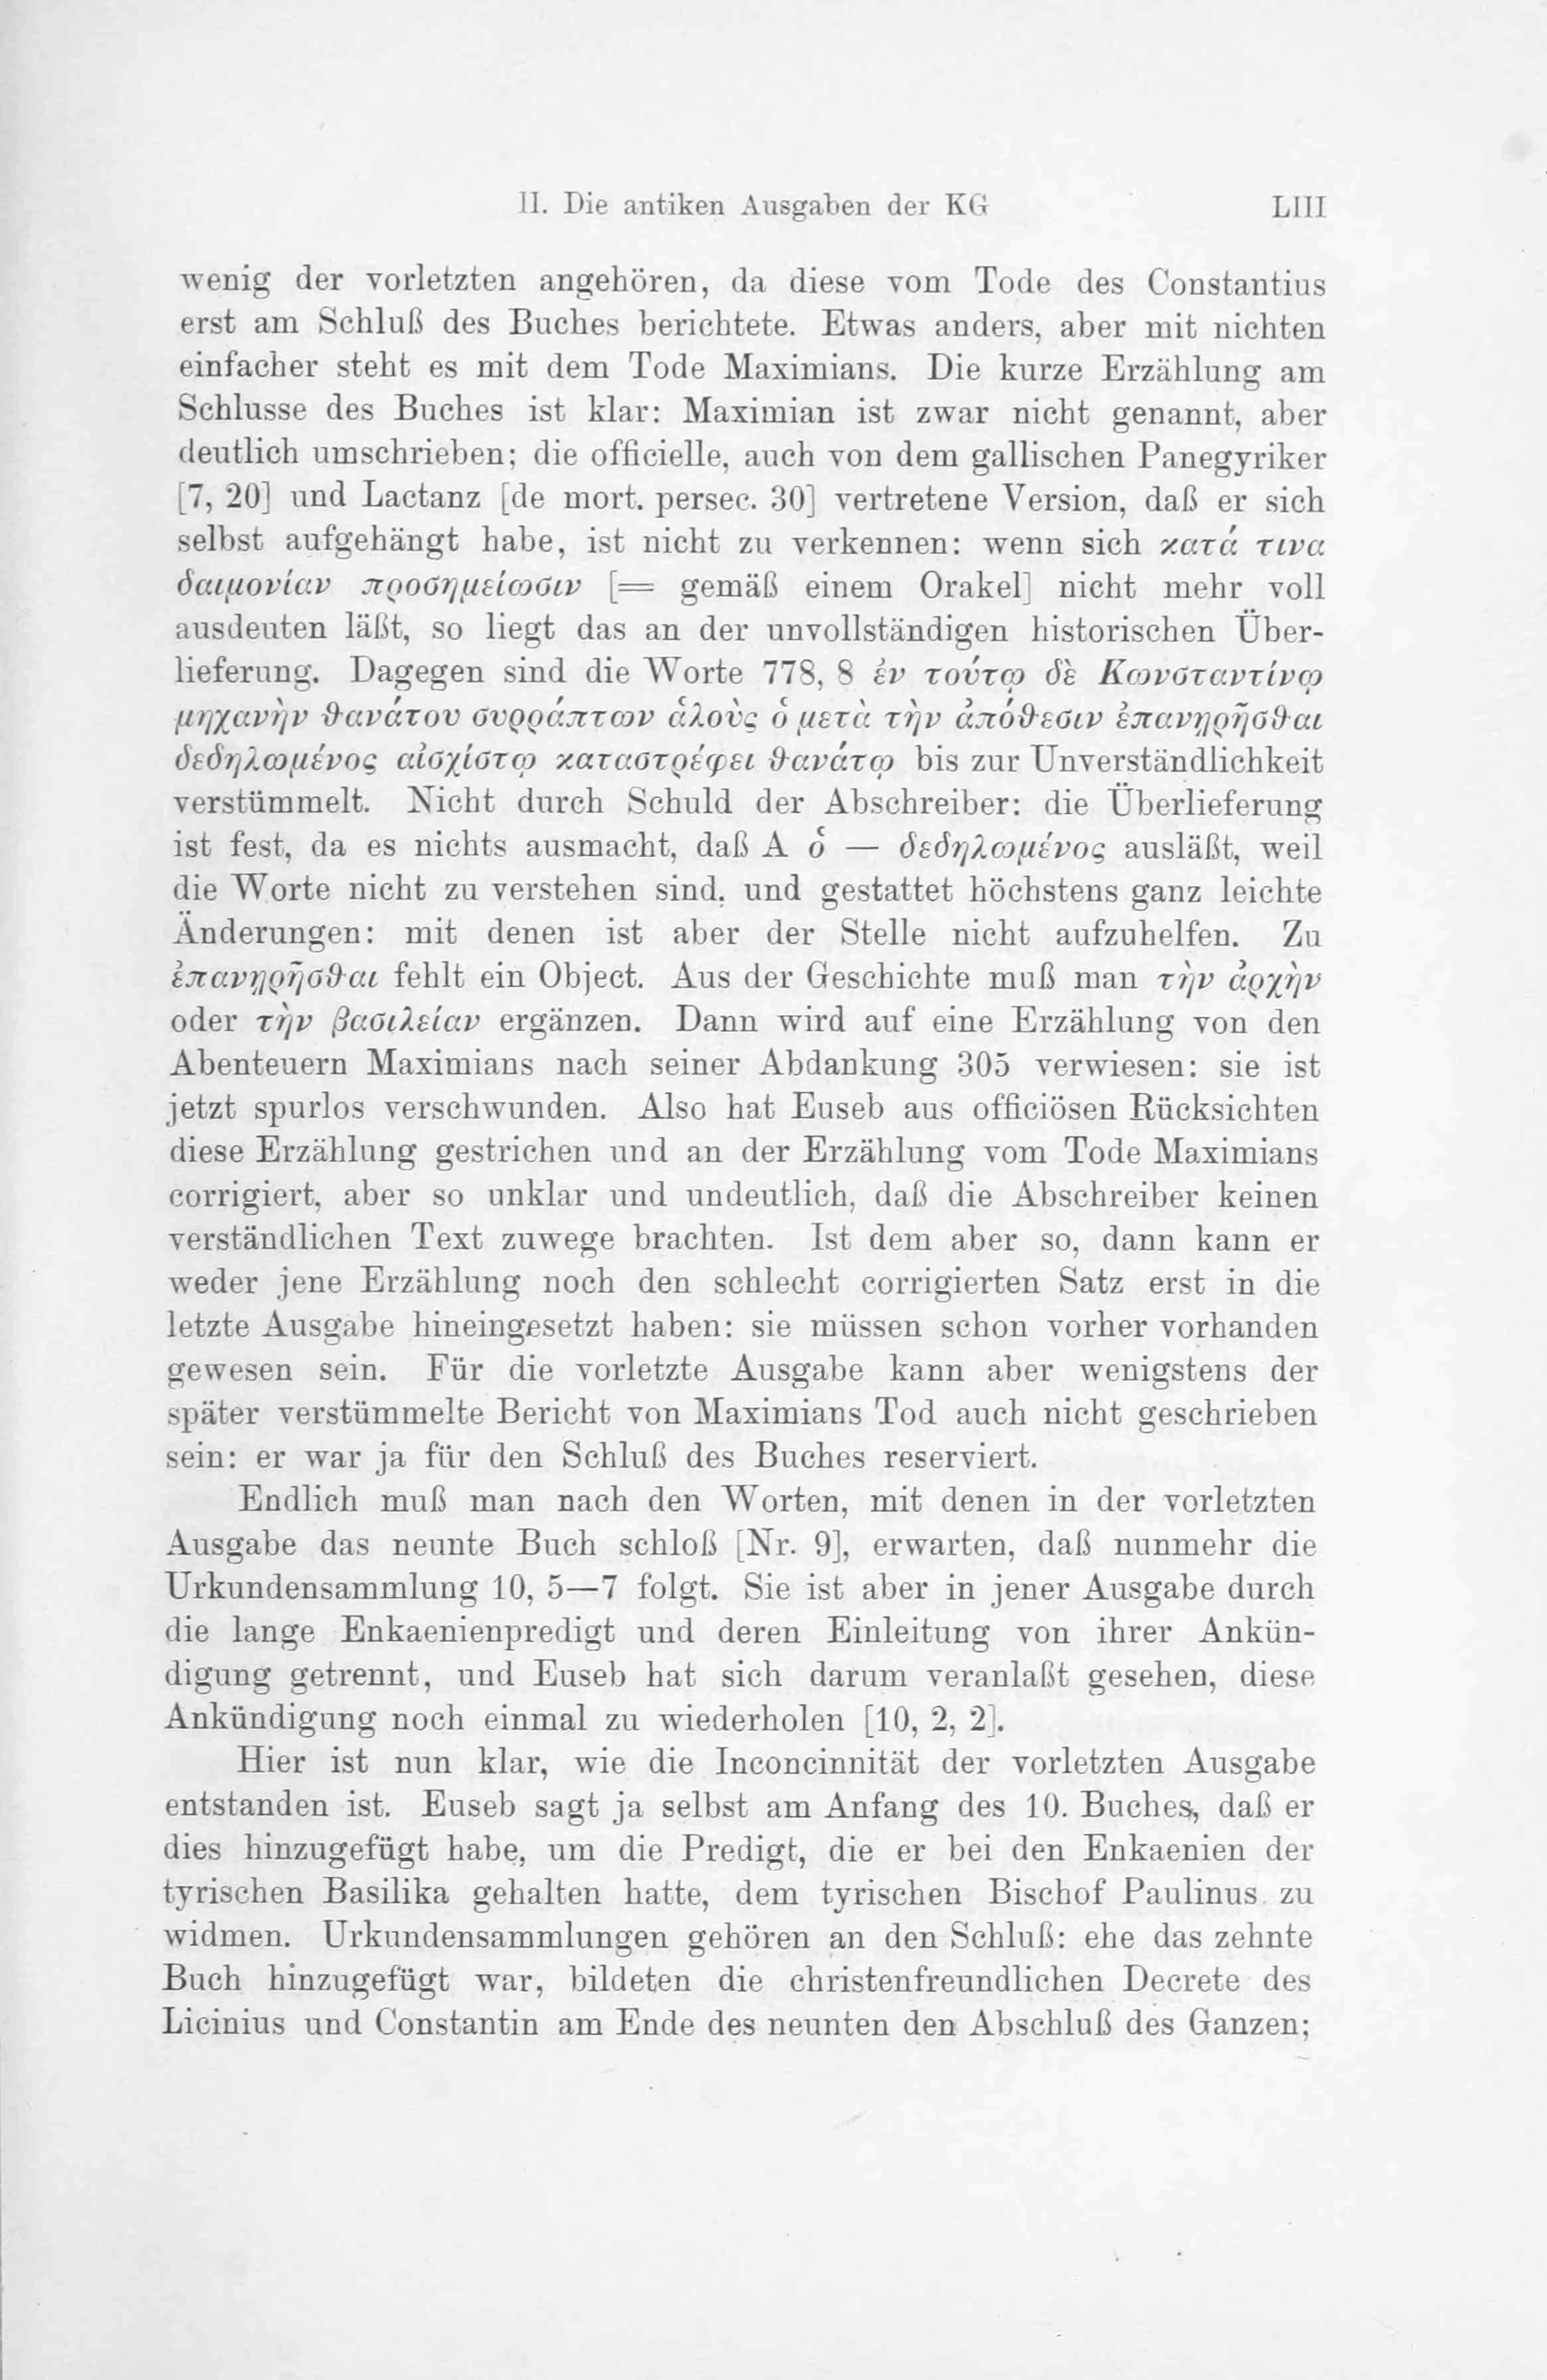 II. Die antiken Ausgaben der KG LIII
wenig der vorletzten angehören, da diese vom Tode des Constantius
erst am Schluß des Buches berichtete. Etwas anders, aber mit nichten
einfacher steht es mit dem Tode Maximians. Die kurze Erzählung am
Schlusse des Buches ist klar: Maximian ist zwar nicht genannt, aber
deutlich umschrieben; die officielle, auch von dem gallischen Panegyriker
[7, 20] und Lactanz [de mort. persec. 30] vertretene Version, daß er sich
selbst aufgehängt habe, ist nicht zu verkennen: wenn sich κατά τινα
δαιμονίαν προσημείωσιν [= gemäß einem Orakel] nicht mehr voll
ausdeuten läßt, so liegt das an der unvollständigen historischen Über-
lieferung. Dagegen sind die Worte 778, 8 ἐν τούτῳ δὲ Κωνσταντίνῳ
μηχανὴν θανάτου συρράπτων ἁλοὺς ὁ μετὰ τὴν ἀπόθεσιν ἐπανῃρῆσθαι
δεδηλωμένος αἰσχίστῳ καταστρέφει θανάτῳ bis zur Unverständlichkeit
verstümmelt. Nicht durch Schuld der Abschreiber: die Überlieferung
ist fest, da es nichts ausmacht, daß A ὁ — δεδηλωμένος ausläßt, weil
die Worte nicht zu verstehen sind, und gestattet höchstens ganz leichte
Änderungen: mit denen ist aber der Stelle nicht aufzuhelfen. Zu
ἐπανῃρῆσθαι fehlt ein Object. Aus der Geschichte muß man τὴν ἀρχὴν
oder τὴν βασιλείαν ergänzen. Dann wird auf eine Erzählung von den
Abenteuern Maximians nach seiner Abdankung 305 verwiesen: sie ist
jetzt spurlos verschwunden. Also hat Euseb aus officiösen Rücksichten
diese Erzählung gestrichen und an der Erzählung vom Tode Maximians
corrigiert, aber so unklar und undeutlich, daß die Abschreiber keinen
verständlichen Text zuwege brachten. Ist dem aber so, dann kann er
weder jene Erzählung noch den schlecht corrigierten Satz erst in die
letzte Ausgabe hineingesetzt haben: sie müssen schon vorher vorhanden
gewesen sein. Für die vorletzte Ausgabe kann aber wenigstens der
später verstümmelte Bericht von Maximians Tod auch nicht geschrieben
sein: er war ja für den Schluß des Buches reserviert.
Endlich muß man nach den Worten, mit denen in der vorletzten
Ausgabe das neunte Buch schloß [Nr. 9], erwarten, daß nunmehr die
Urkundensammlung 10, 5—7 folgt. Sie ist aber in jener Ausgabe durch
die lange Enkaenienpredigt und deren Einleitung von ihrer Ankün-
digung getrennt, und Euseb hat sich darum veranlaßt gesehen, diese
Ankündigung noch einmal zu wiederholen [10, 2, 2].
Hier ist nun klar, wie die Inconcinnität der vorletzten Ausgabe
entstanden ist. Euseb sagt ja selbst am Anfang des 10. Buches, daß er
dies hinzugefügt habe, um die Predigt, die er bei den Enkaenien der
tyrischen Basilika gehalten hatte, dem tyrischen Bischof Paulinus zu
widmen. Urkundensammlungen gehören an den Schluß: ehe das zehnte
Buch hinzugefügt war, bildeten die christenfreundlichen Decrete des
Licinius und Constantin am Ende des neunten den Abschluß des Ganzen;